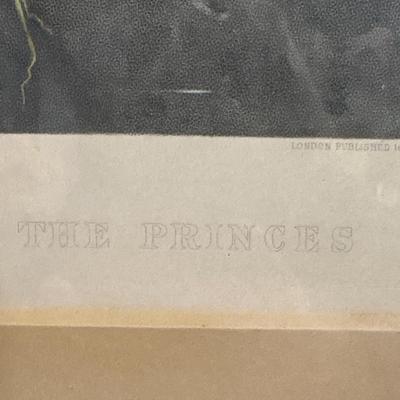 LONDON PUBLISHED
THE PRINCES